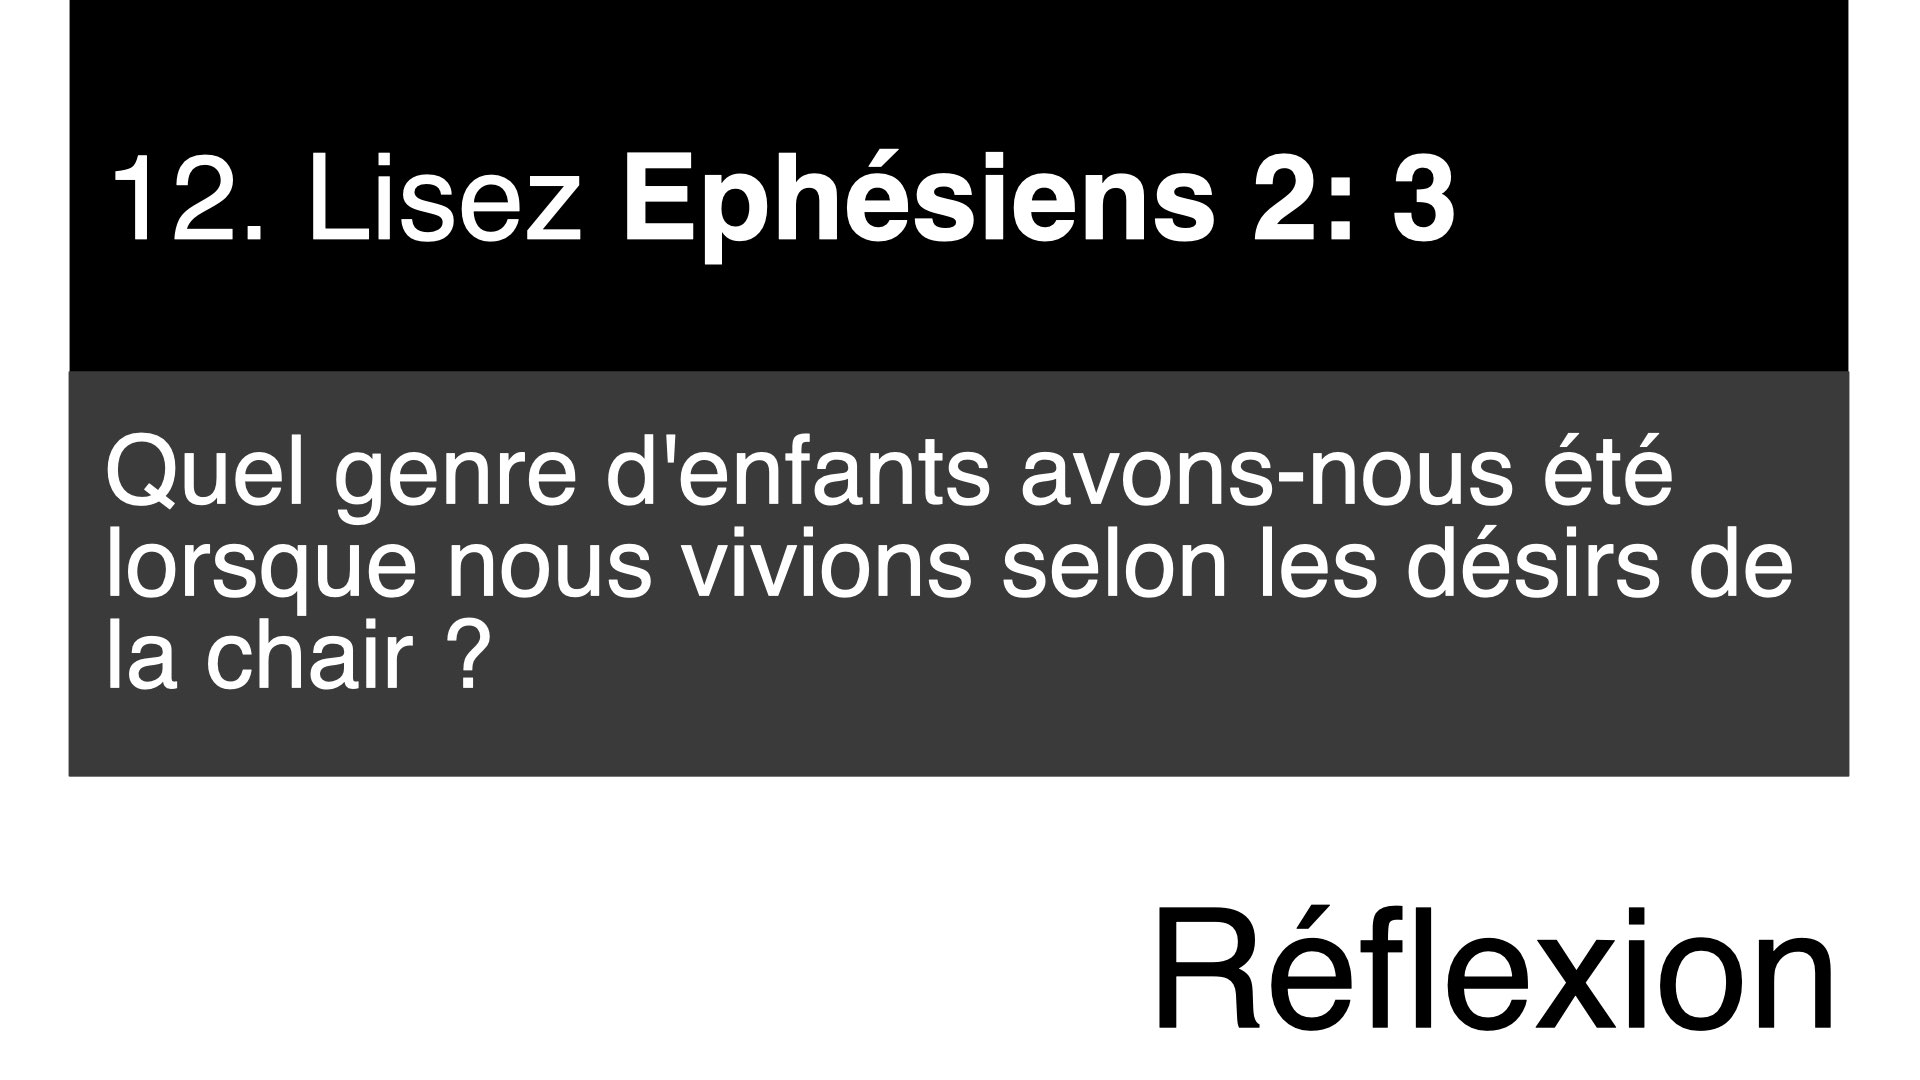 12. Lisez Ephésiens 2: 3
Quel genre d'enfants avons-nous été
lorsque nous vivions selon les désirs de
la chair ?
Réflexion